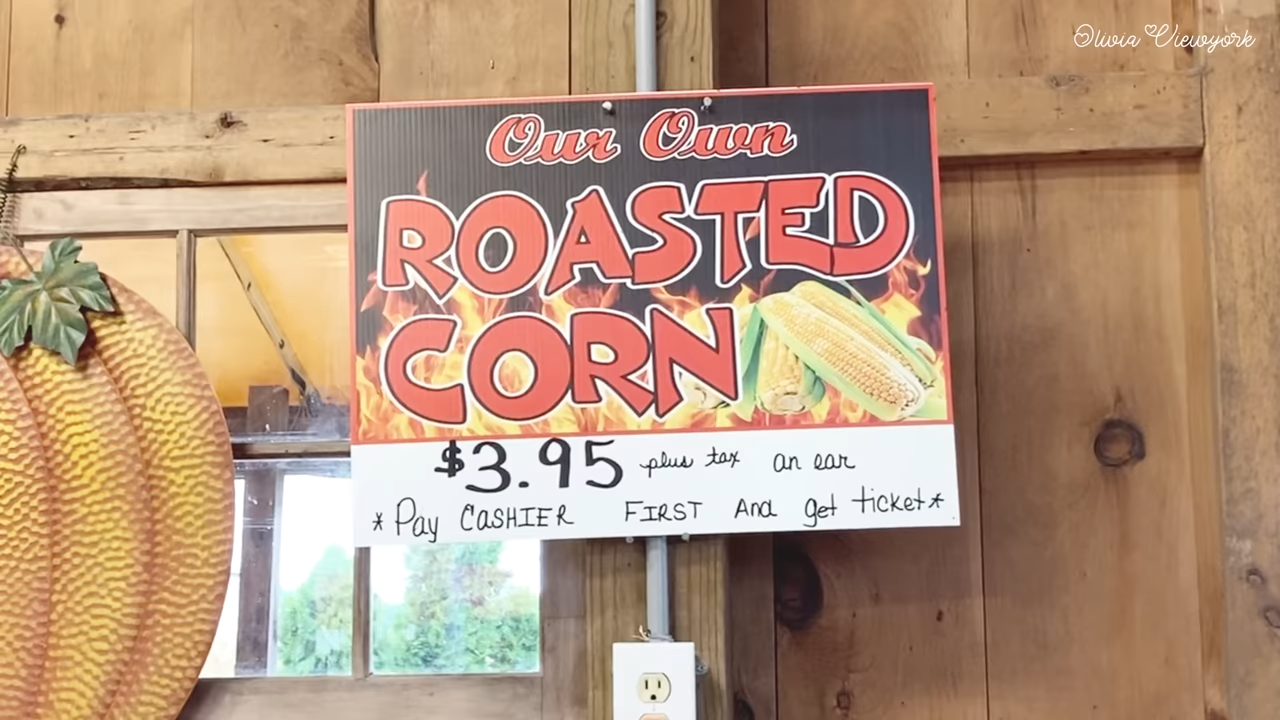 Olivia Viewyork
Our Own
ROASTED
CORN
$3.95 plus tax an ear
*Pay CASHIER FIRST And get ticket*